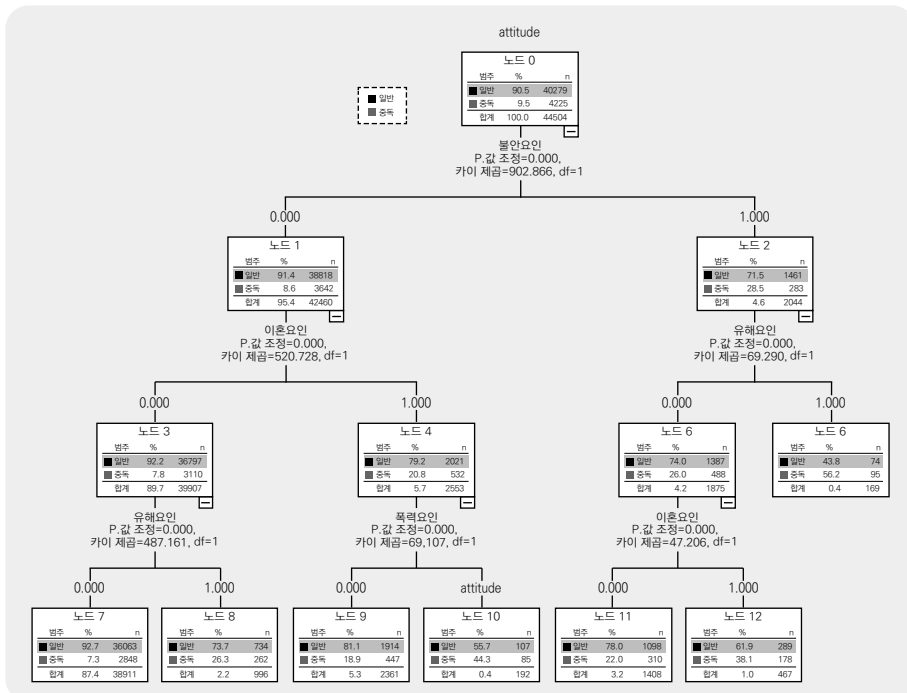 attitude
노드 0
범주 % n
일반 90.5 40279
중독 9.5 4225
합계 100.0 44504
일반
중독
불안요인
P.값 조정=0.000,
카이 제곱=902.866, df=1
0.000
1.000
노드 1
범주 % n
일반 91.4 38818
중독 8.6 3642
합계 95.4 42460
노드 2
범주 % n
일반 71.5 1461
중독 28.5 283
합계 4.6 2044
이혼요인
P.값 조정=0.000,
카이 제곱=520.728, df=1
유해요인
P.값 조정=0.000,
카이 제곱=69.290, df=1
0.000
1.000
0.000
1.000
노드 3
범주 % n
일반 92.2 36797
중독 7.8 3110
합계 89.7 39907
노드 4
범주 % n
일반 79.2 2021
중독 20.8 532
합계 5.7 2553
노드 6
범주 % n
일반 74.0 1387
중독 26.0 488
합계 4.2 1875
노드 6
범주 % n
일반 43.8 74
중독 56.2 95
합계 0.4 169
유해요인
P.값 조정=0.000,
카이 제곱=487.161, df=1
폭력요인
P.값 조정=0.000,
카이 제곱=69,107, df=1
이혼요인
P.값 조정=0.000,
카이 제곱=47.206, df=1
0.000
1.000
0.000
attitude
0.000
1.000
노드 7
범주 % n
일반 92.7 36063
중독 7.3 2848
합계 87.4 38911
노드 8
범주 % n
일반 73.7 734
중독 26.3 262
합계 2.2 996
노드 9
범주 % n
일반 81.1 1914
중독 18.9 447
합계 5.3 2361
노드 10
범주 % n
일반 55.7 107
중독 44.3 85
합계 0.4 192
노드 11
범주 % n
일반 78.0 1098
중독 22.0 310
합계 3.2 1408
노드 12
범주 % n
일반 61.9 289
중독 38.1 178
합계 1.0 467